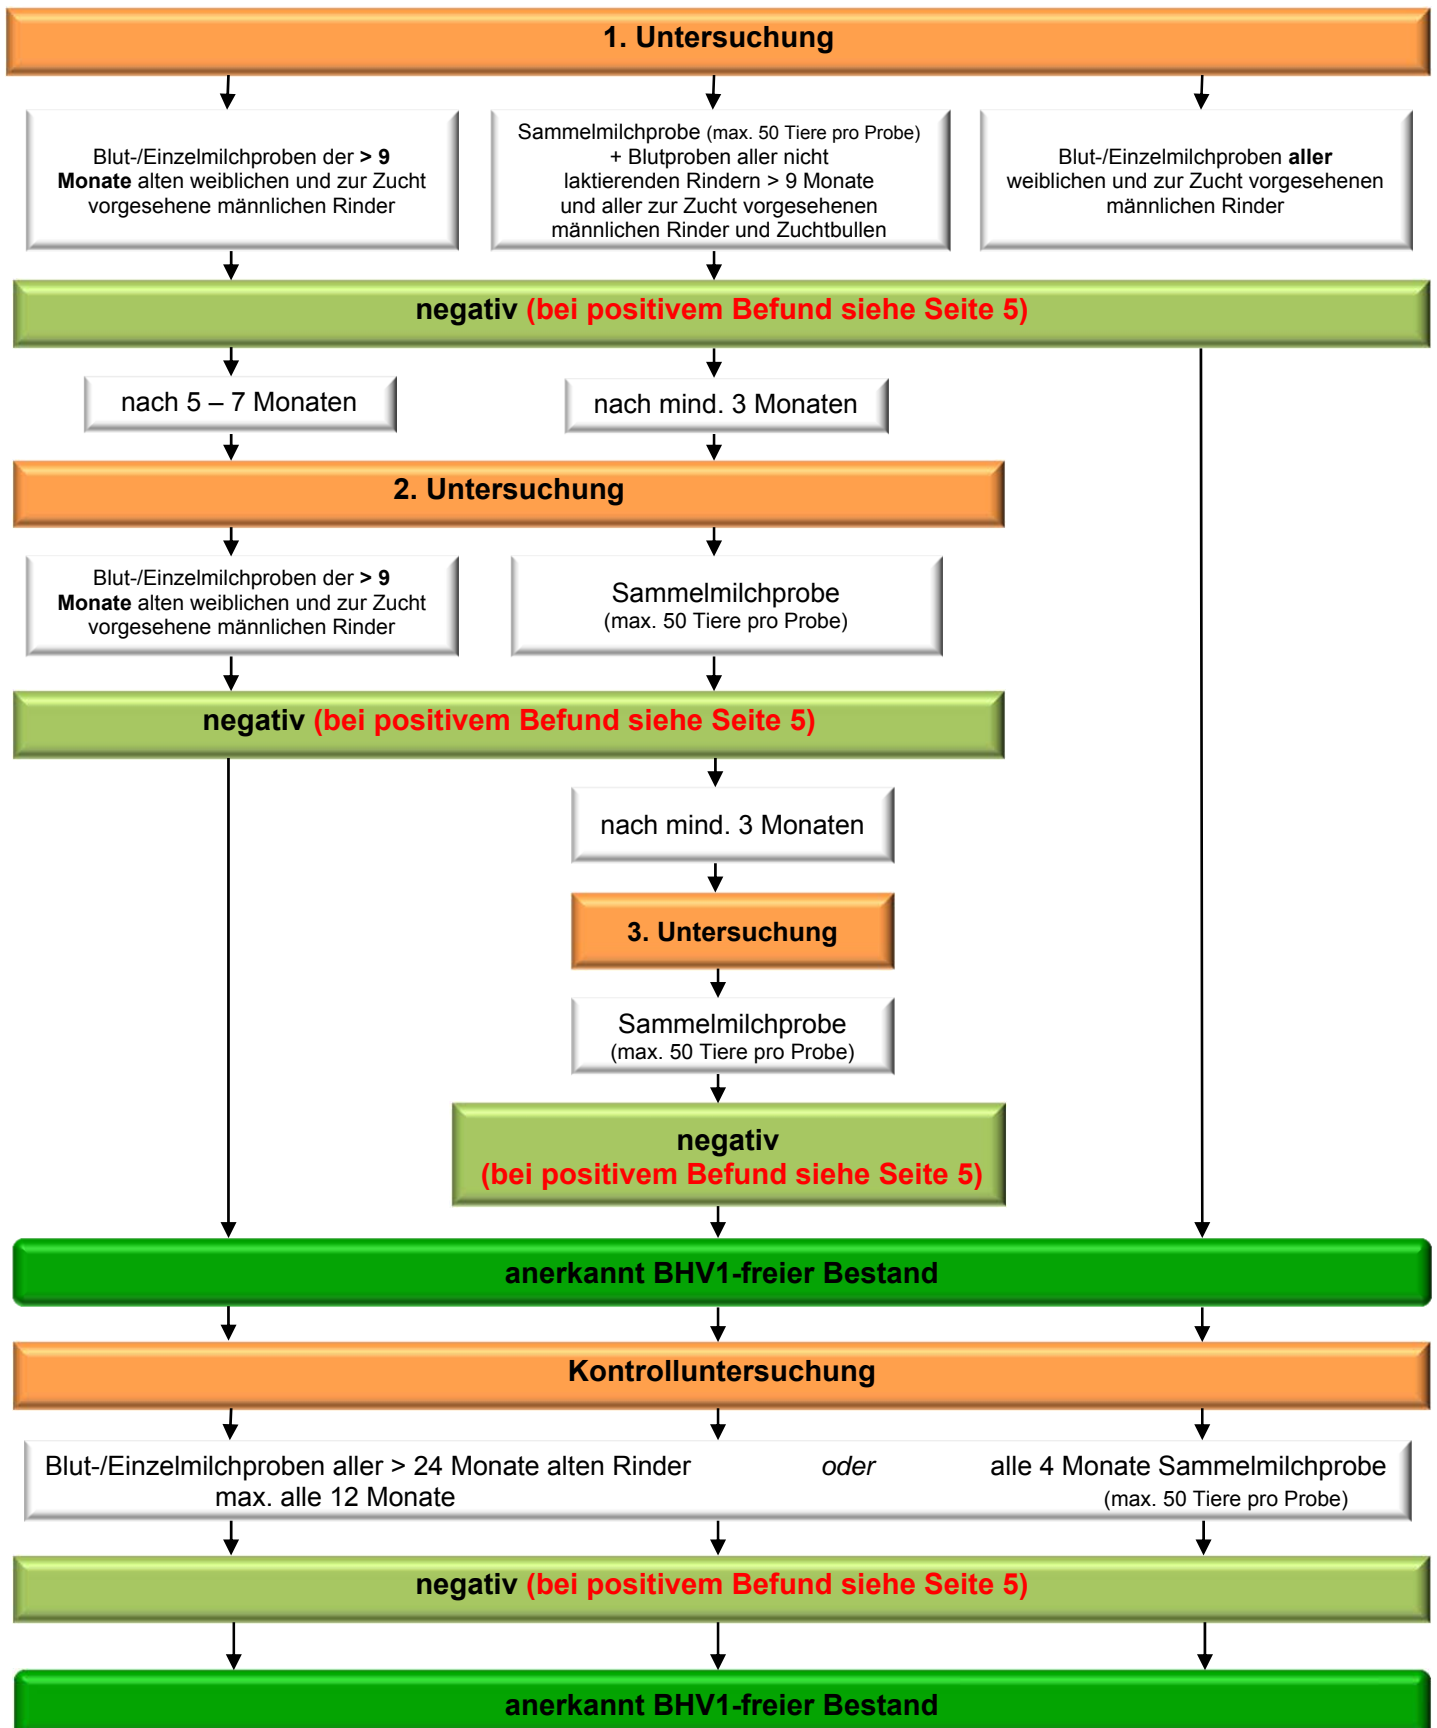 1. Untersuchung
Blut-/Einzelmilchproben der > 9
Monate alten weiblichen und zur Zucht
vorgesehene männlichen Rinder
Sammelmilchprobe (max. 50 Tiere pro Probe)
+ Blutproben aller nicht
laktierenden Rindern > 9 Monate
und aller zur Zucht vorgesehenen
männlichen Rinder und Zuchtbullen
Blut-/Einzelmilchproben aller
weiblichen und zur Zucht vorgesehenen
männlichen Rinder
negativ (bei positivem Befund siehe Seite 5)
nach 5 – 7 Monaten
nach mind. 3 Monaten
2. Untersuchung
Blut-/Einzelmilchproben der > 9
Monate alten weiblichen und zur Zucht
vorgesehene männlichen Rinder
Sammelmilchprobe
(max. 50 Tiere pro Probe)
negativ (bei positivem Befund siehe Seite 5)
nach mind. 3 Monaten
3. Untersuchung
Sammelmilchprobe
(max. 50 Tiere pro Probe)
negativ
(bei positivem Befund siehe Seite 5)
anerkannt BHV1-freier Bestand
Kontrolluntersuchung
Blut-/Einzelmilchproben aller > 24 Monate alten Rinder oder alle 4 Monate Sammelmilchprobe
max. alle 12 Monate (max. 50 Tiere pro Probe)
negativ (bei positivem Befund siehe Seite 5)
anerkannt BHV1-freier Bestand